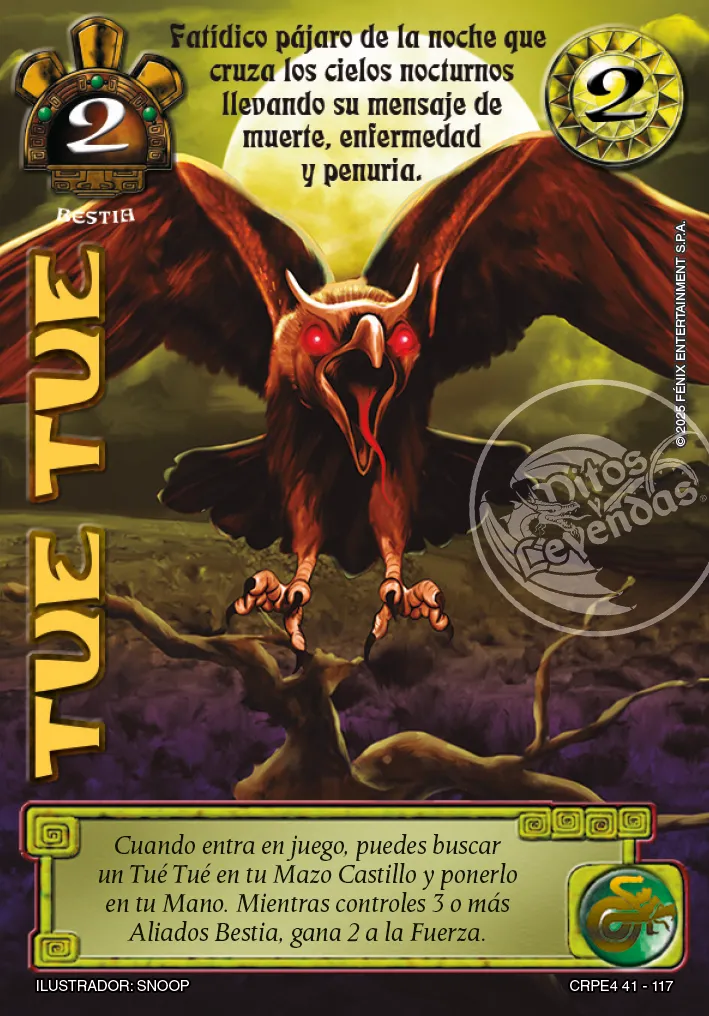 Fatídico pájaro de la noche que
cruza los cielos nocturnos
llevando su mensaje de
muerte, enfermedad
y penuria.
2
2
BESTIA
TUE TUE
© 2025 FÉNIX ENTERTAINMENT S.P.A.
Mitos
y
Leyendas®
Cuando entra en juego, puedes buscar
un Tué Tué en tu Mazo Castillo y ponerlo
en tu Mano. Mientras controles 3 o más
Aliados Bestia, gana 2 a la Fuerza.
ILUSTRADOR: SNOOP
CRPE4 41 - 117